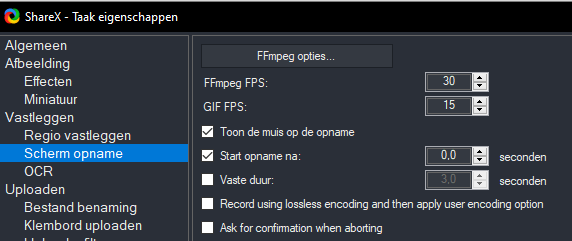 ShareX - Taak eigenschappen
Algemeen
Afbeelding
Effecten
Miniatuur
Vastleggen
Regio vastleggen
Scherm opname
OCR
Uploaden
Bestand benaming
Klembord uploaden
FFmpeg opties...
FFmpeg FPS: 30
GIF FPS: 15
Toon de muis op de opname
Start opname na: 0,0 seconden
Vaste duur: 3,0 seconden
Record using lossless encoding and then apply user encoding option
Ask for confirmation when aborting